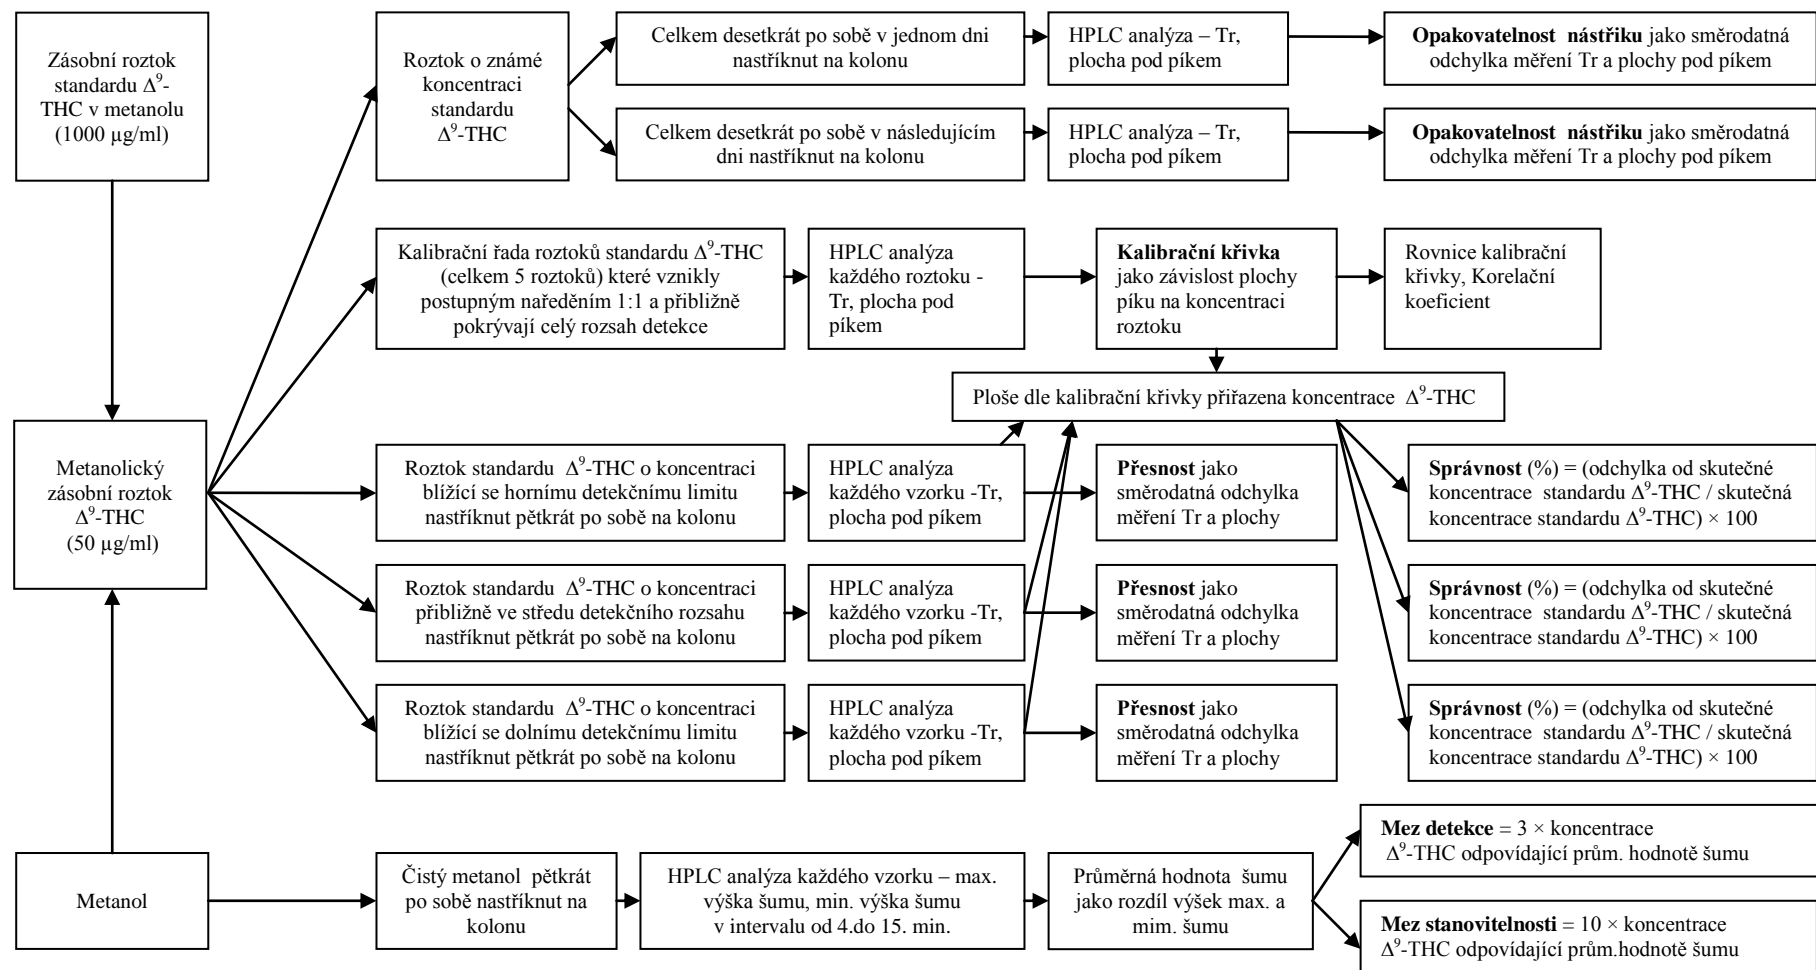 Zásobní roztok
standardu Δ⁹-
THC v metanolu
(1000 µg/ml)
Roztok o známé
koncentraci
standardu
Δ⁹-THC
Celkem desetkrát po sobě v jednom dni
nastříknut na kolonu
HPLC analýza – Tr,
plocha pod píkem
Opakovatelnost nástřiku jako směrodatná
odchylka měření Tr a plochy pod píkem
Celkem desetkrát po sobě v následujícím
dni nastříknut na kolonu
HPLC analýza – Tr,
plocha pod píkem
Opakovatelnost nástřiku jako směrodatná
odchylka měření Tr a plochy pod píkem
Kalibrační řada roztoků standardu Δ⁹-THC
(celkem 5 roztoků) které vznikly
postupným naředěním 1:1 a přibližně
pokrývají celý rozsah detekce
HPLC analýza
každého roztoku -
Tr, plocha pod
píkem
Kalibrační křivka
jako závislost plochy
píku na koncentraci
roztoku
Rovnice kalibrační
křivky, Korelační
koeficient
Ploše dle kalibrační křivky přiřazena koncentrace Δ⁹-THC
Metanolický
zásobní roztok
Δ⁹-THC
(50 µg/ml)
Roztok standardu Δ⁹-THC o koncentraci
blížící se hornímu detekčnímu limitu
nastříknut pětkrát po sobě na kolonu
HPLC analýza
každého vzorku -Tr,
plocha pod píkem
Přesnost jako
směrodatná odchylka
měření Tr a plochy
Správnost (%) = (odchylka od skutečné
koncentrace standardu Δ⁹-THC / skutečná
koncentrace standardu Δ⁹-THC) × 100
Roztok standardu Δ⁹-THC o koncentraci
přibližně ve středu detekčního rozsahu
nastříknut pětkrát po sobě na kolonu
HPLC analýza
každého vzorku -Tr,
plocha pod píkem
Přesnost jako
směrodatná odchylka
měření Tr a plochy
Správnost (%) = (odchylka od skutečné
koncentrace standardu Δ⁹-THC / skutečná
koncentrace standardu Δ⁹-THC) × 100
Roztok standardu Δ⁹-THC o koncentraci
blížící se dolnímu detekčnímu limitu
nastříknut pětkrát po sobě na kolonu
HPLC analýza
každého vzorku -Tr,
plocha pod píkem
Přesnost jako
směrodatná odchylka
měření Tr a plochy
Správnost (%) = (odchylka od skutečné
koncentrace standardu Δ⁹-THC / skutečná
koncentrace standardu Δ⁹-THC) × 100
Metanol
Čistý metanol pětkrát
po sobě nastříknut na
kolonu
HPLC analýza každého vzorku – max.
výška šumu, min. výška šumu
v intervalu od 4.do 15. min.
Průměrná hodnota šumu
jako rozdíl výšek max. a
mim. šumu
Mez detekce = 3 × koncentrace
Δ⁹-THC odpovídající prům. hodnotě šumu
Mez stanovitelnosti = 10 × koncentrace
Δ⁹-THC odpovídající prům.hodnotě šumu